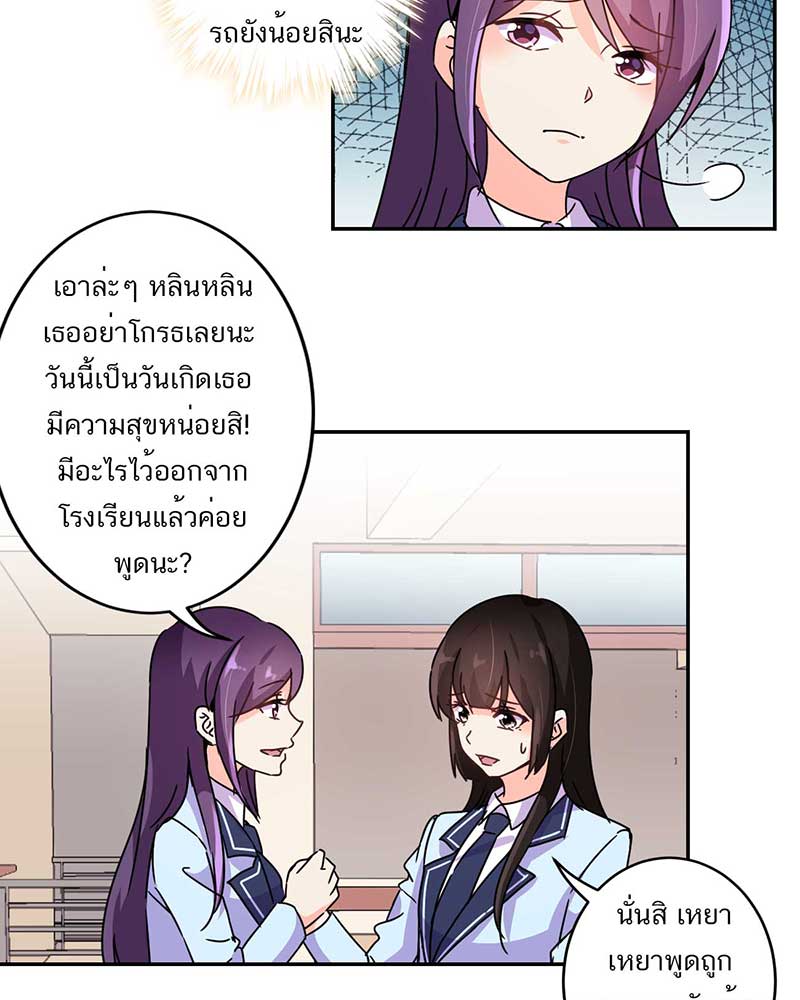 รถยังน้อยสินะ
เอาล่ะๆ หลินหลิน
เธออย่าโกรธเลยนะ
วันนี้เป็นวันเกิดเธอ
มีความสุขหน่อยสิ!
มีอะไรไว้ออกจาก
โรงเรียนแล้วค่อย
พูดนะ?
นั่นสิ เหยา
เหยาพูดถูก